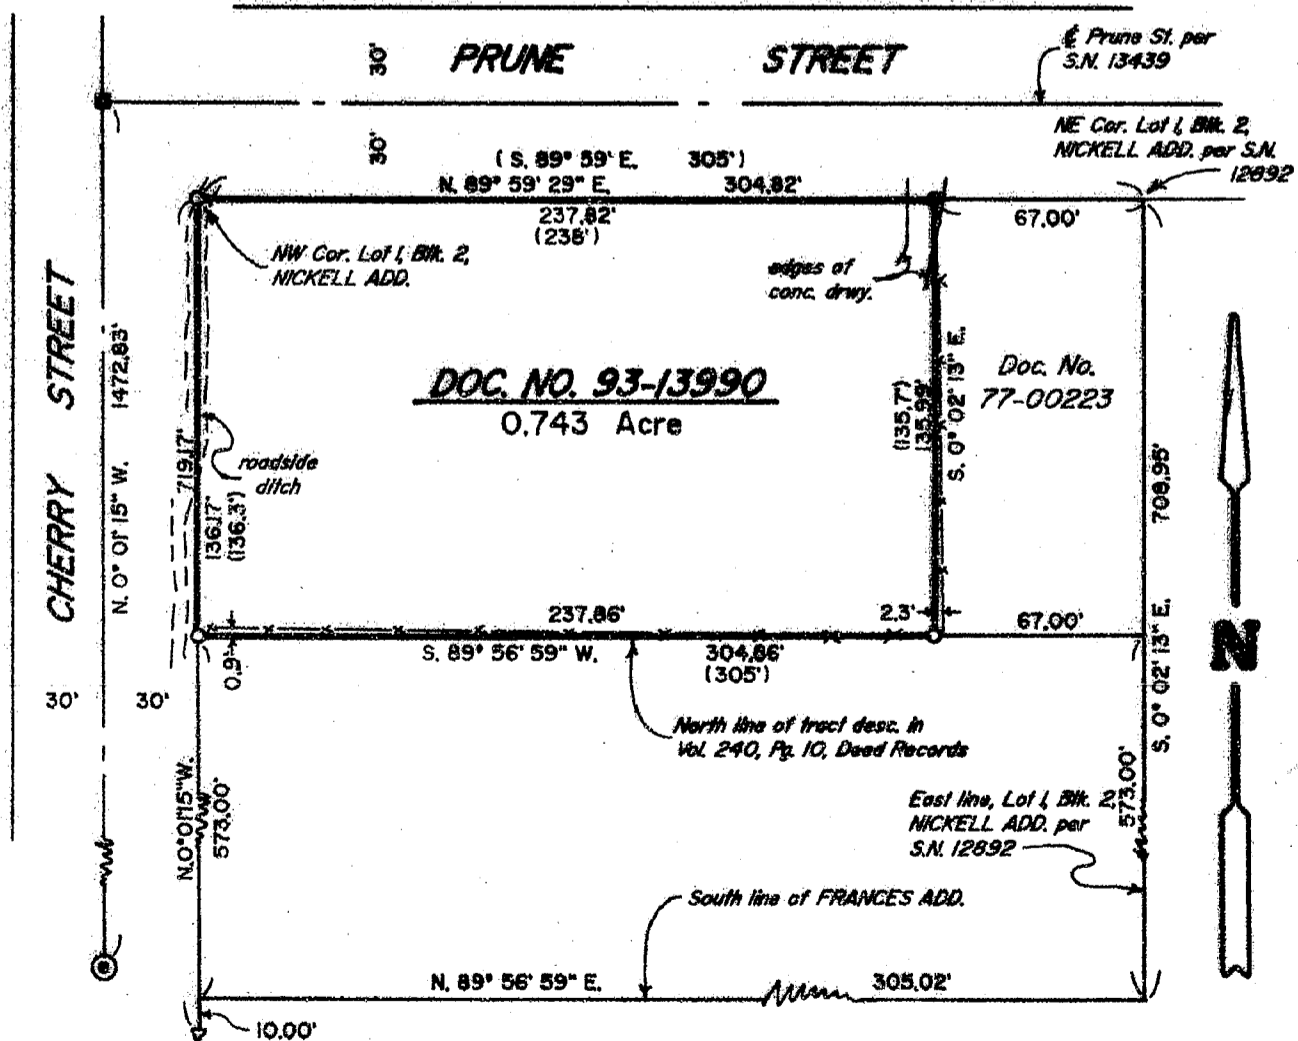 30'
PRUNE STREET
℄ Prune St. per
S.N. 13439
30'
NE Cor. Lot 1, Blk. 2,
NICKELL ADD. per S.N.
12892
( S. 89° 59' E. 305' )
N. 89° 59' 29" E. 304.82'
237.82'
(238')
67.00'
NW Cor. Lot 1, Blk. 2,
NICKELL ADD.
edges of
conc. drwy.
CHERRY STREET
N. 0° 01' 15" W. 1472.83'
DOC. NO. 93-13990
0.743 Acre
(135.7')
135.99'
S. 0° 02' 13" E.
Doc. No.
77-00223
719.17'
136.17'
(136.3')
roadside
ditch
708.95'
S. 0° 02' 13" E.
N
237.86'
2.3'
67.00'
S. 89° 56' 59" W. 304.86'
(305')
0.9'
30' 30'
North line of tract desc. in
Vol. 240, Pg. 10, Deed Records
N. 0° 01' 15" W.
573.00'
573.00'
East line, Lot 1, Blk. 2,
NICKELL ADD. per
S.N. 12892
South line of FRANCES ADD.
N. 89° 56' 59" E. 305.02'
10.00'